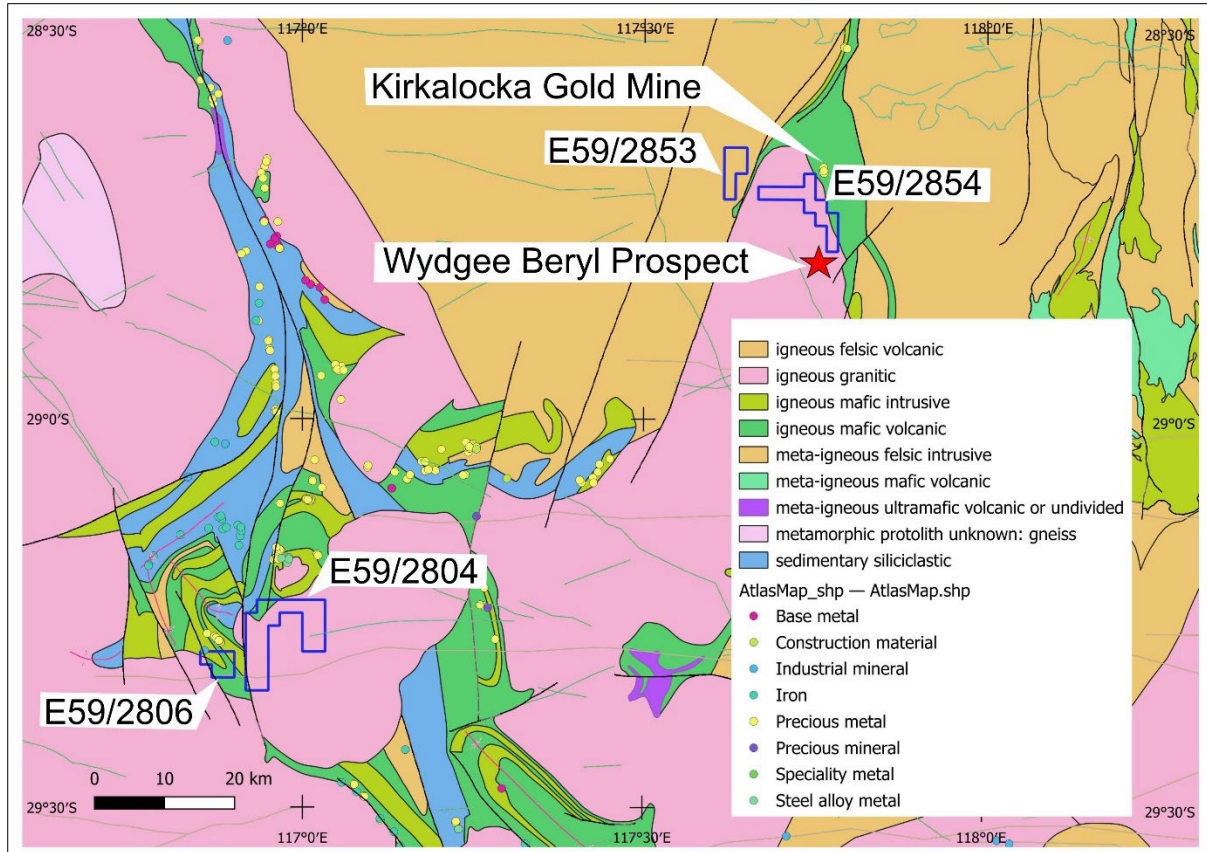 28°30'S
117°0'E
117°30'E
118°0'E
28°30'S
Kirkalocka Gold Mine
E59/2853
E59/2854
Wydgee Beryl Prospect
29°0'S
29°0'S
igneous felsic volcanic
igneous granitic
igneous mafic intrusive
igneous mafic volcanic
meta-igneous felsic intrusive
meta-igneous mafic volcanic
meta-igneous ultramafic volcanic or undivided
metamorphic protolith unknown: gneiss
sedimentary siliciclastic
AtlasMap_shp — AtlasMap.shp
Base metal
Construction material
Industrial mineral
Iron
Precious metal
Precious mineral
Speciality metal
Steel alloy metal
E59/2804
E59/2806
0 10 20 km
29°30'S
117°0'E
117°30'E
118°0'E
29°30'S